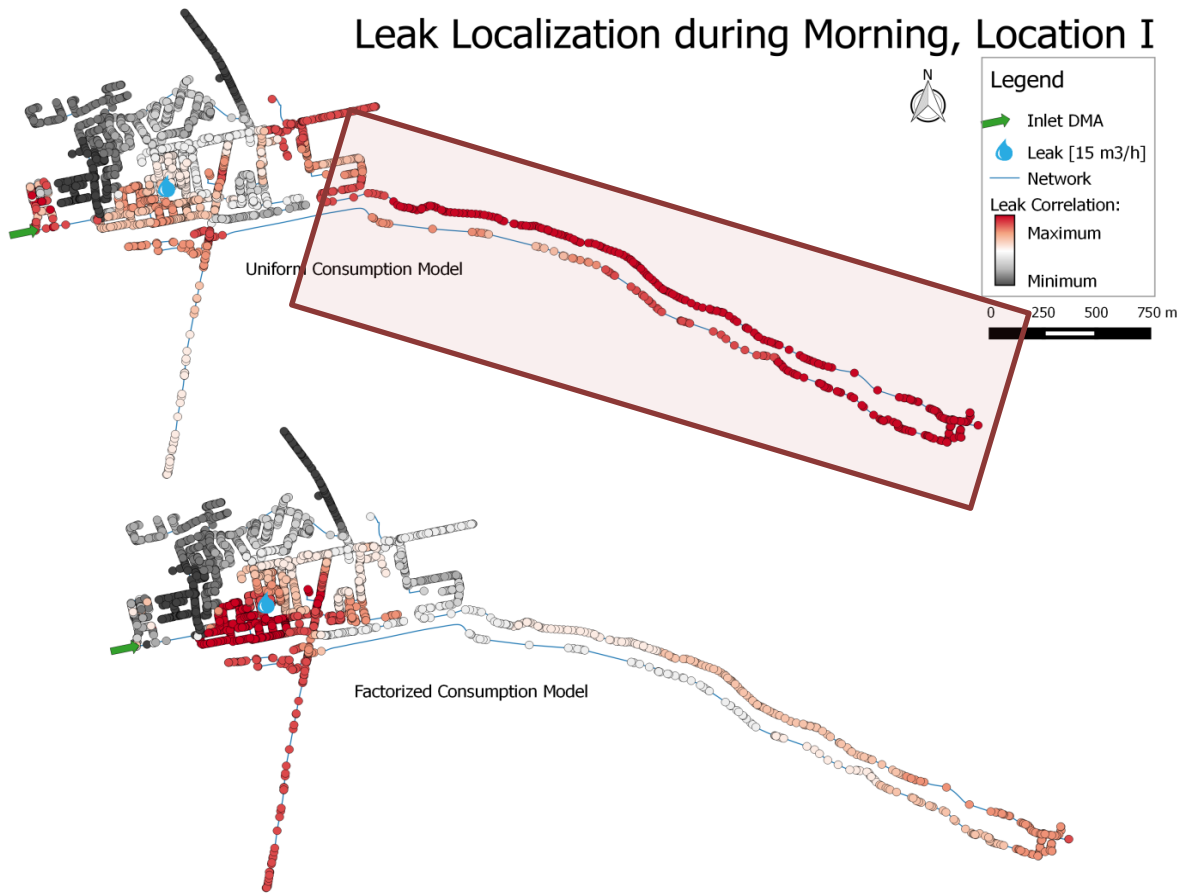 Leak Localization during Morning, Location I
N
Legend
Inlet DMA
Leak [15 m3/h]
Network
Leak Correlation:
Maximum
Minimum
0 250 500 750 m
Uniform Consumption Model
Factorized Consumption Model